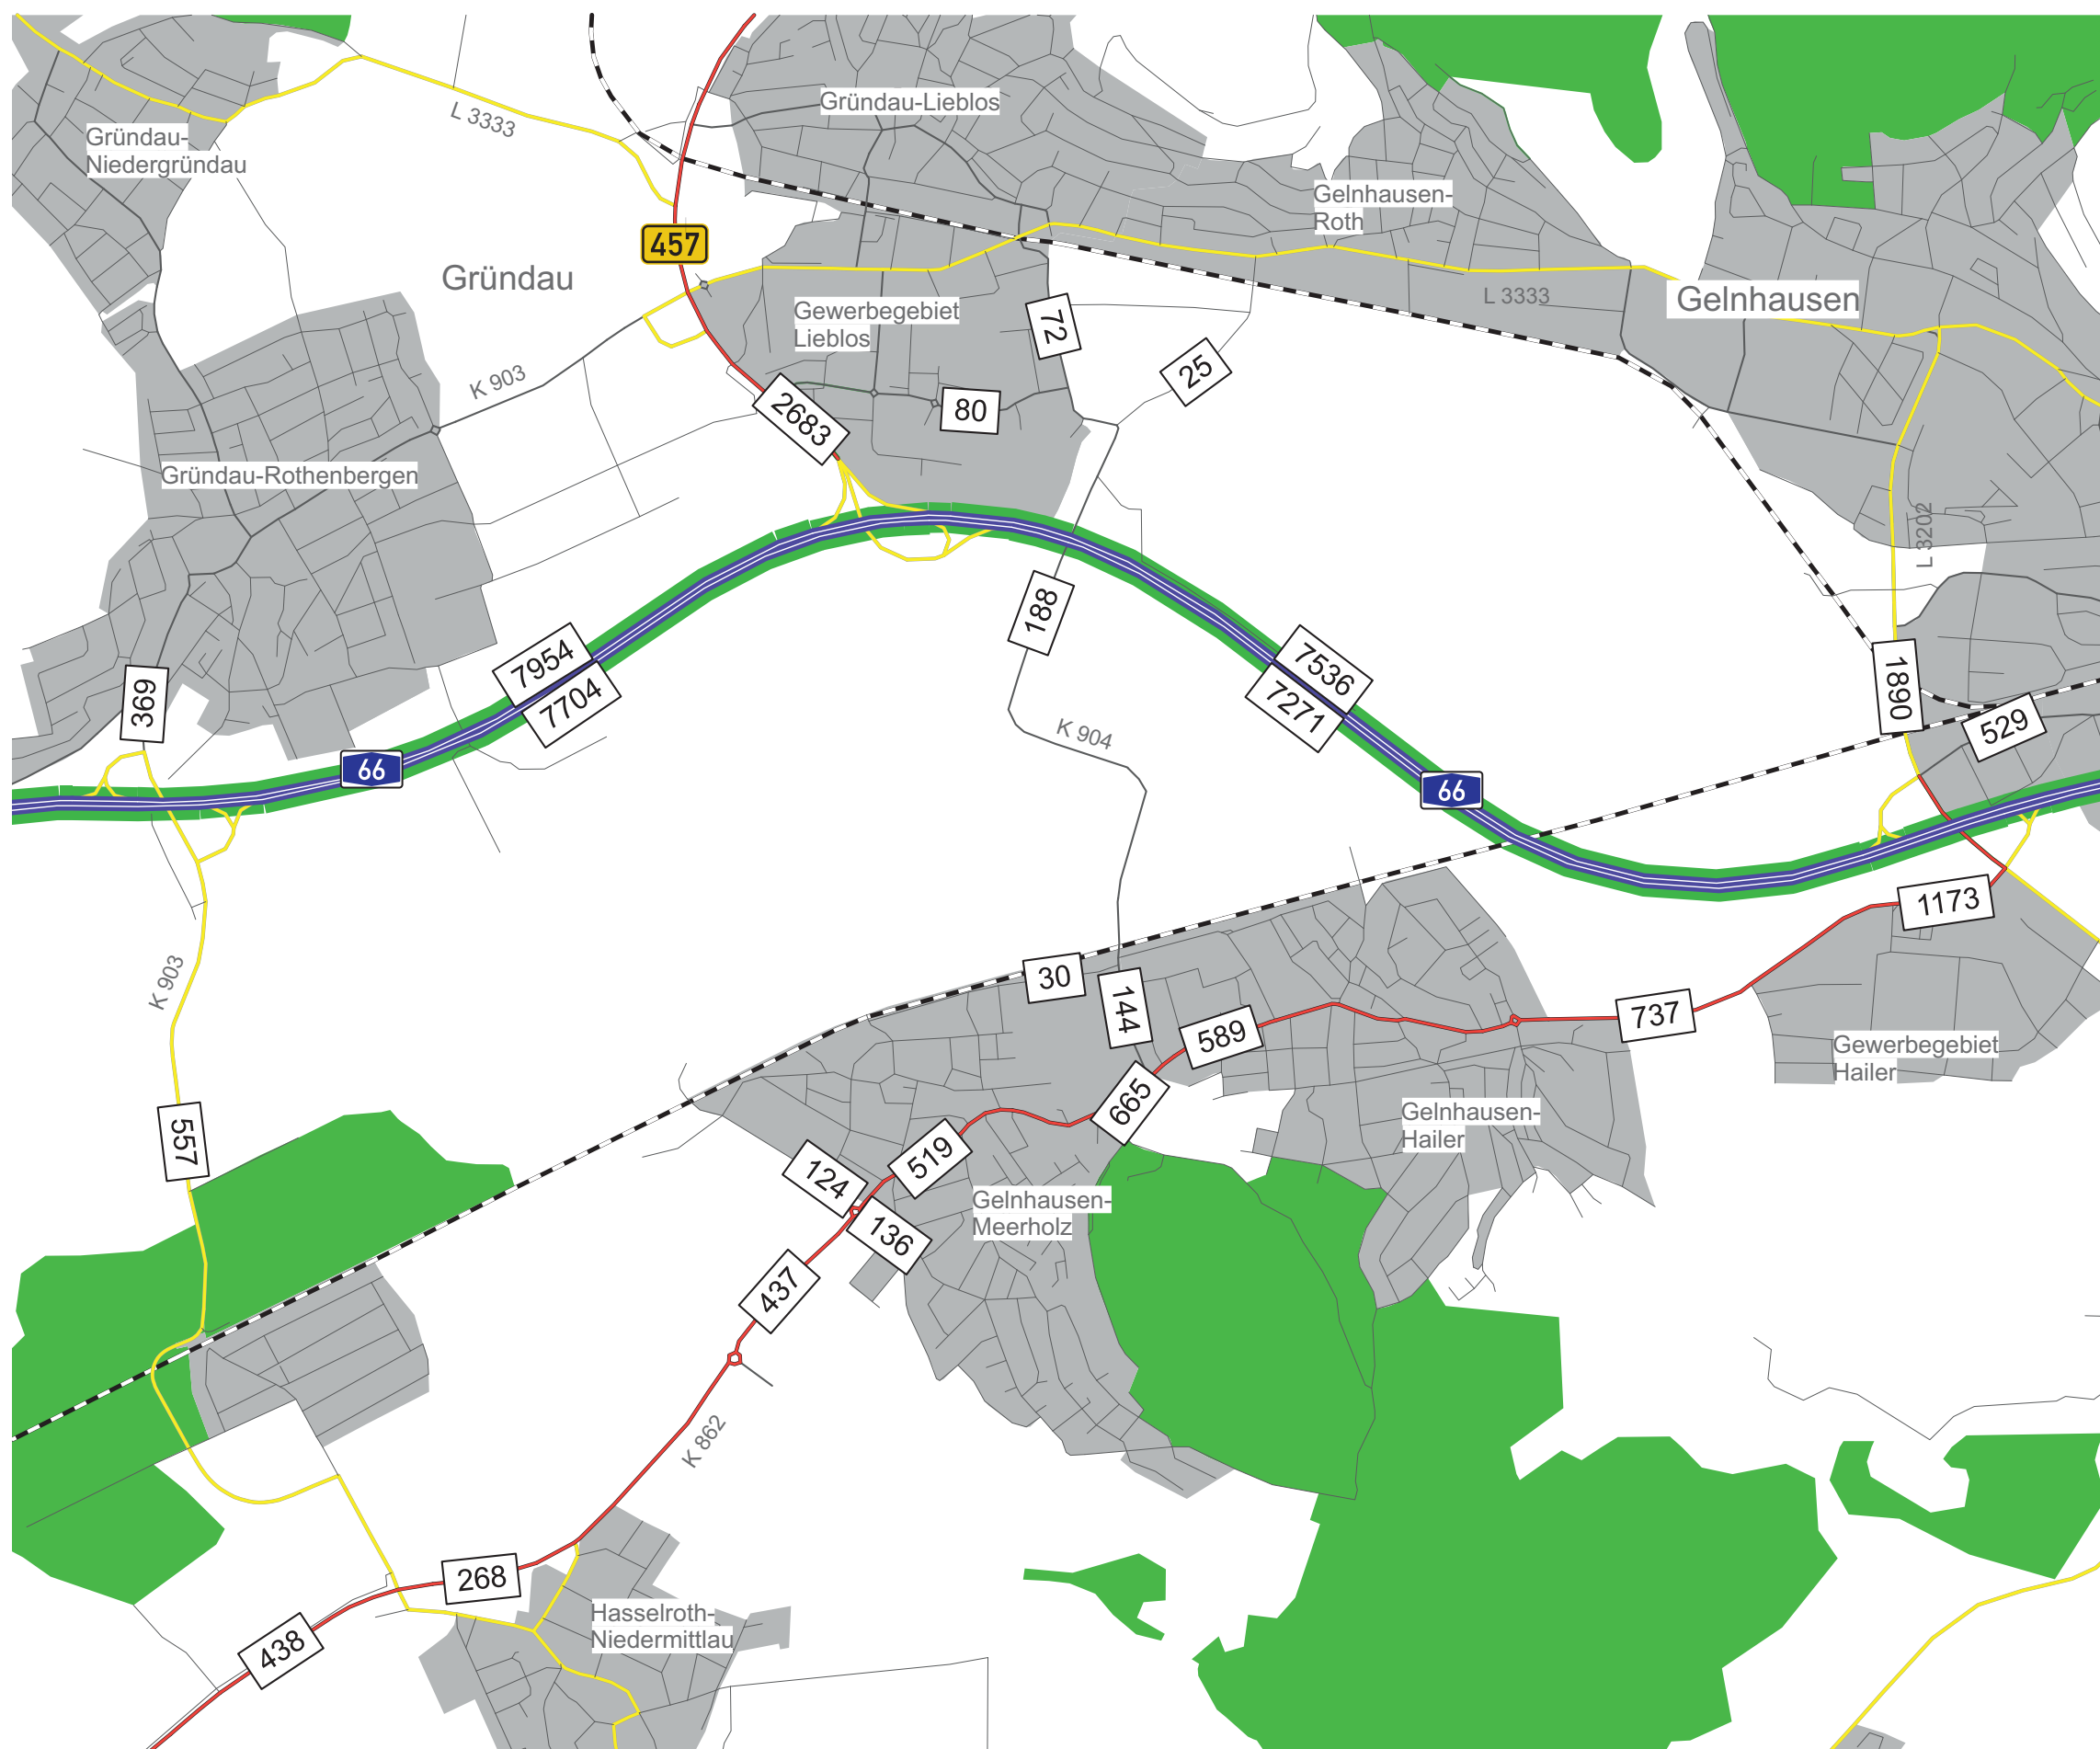 Gründau-Lieblos
L 3333
Gründau-
Niedergründau
Gelnhausen-
Roth
457
Gründau
L 3333
Gelnhausen
Gewerbegebiet
Lieblos
72
25
K 903
80
2683
Gründau-Rothenbergen
L 3202
188
369
7954
7704
7536
7271
1890
529
K 904
66
66
1173
K 903
30
144
589
737
Gewerbegebiet
Hailer
665
Gelnhausen-
Hailer
557
519
124
136
Gelnhausen-
Meerholz
437
K 862
268
Hasselroth-
Niedermittlau
438